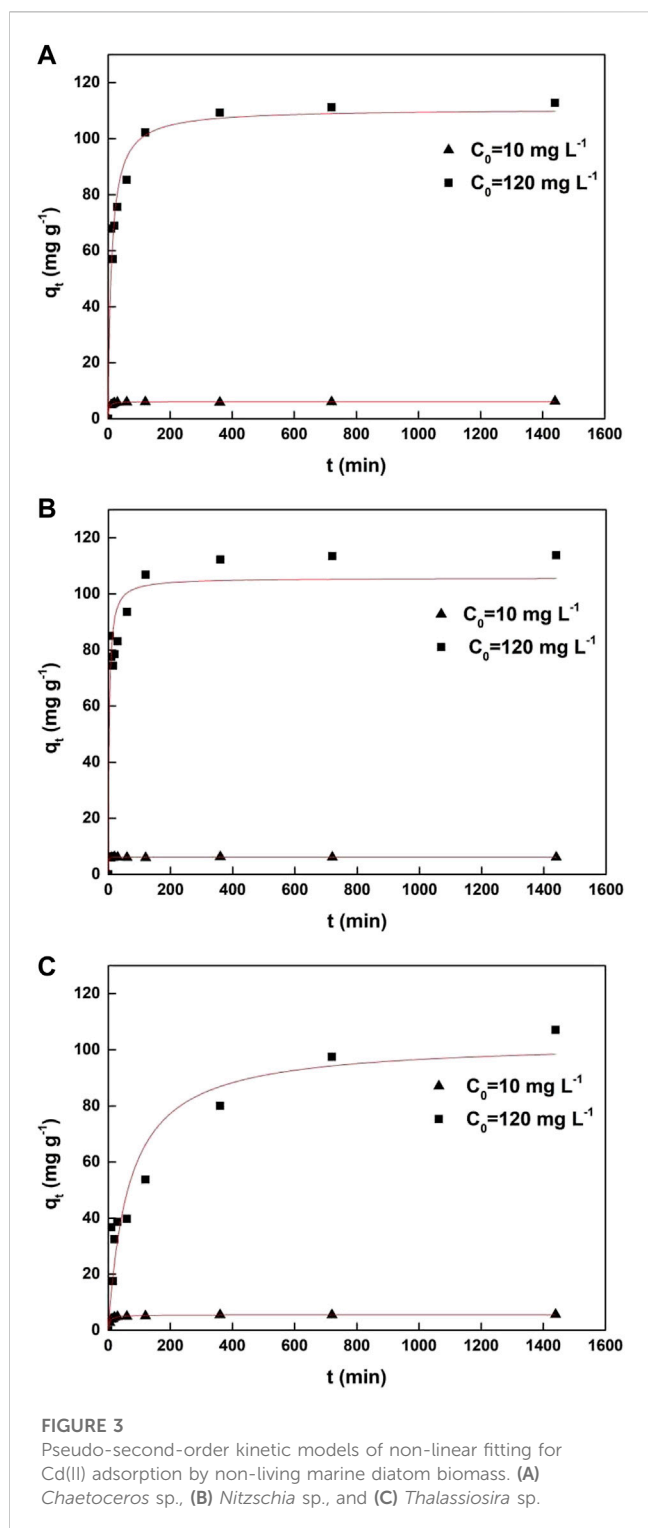 A
120
100
80
60
40
20
0
qt (mg g-1)
C0=10 mg L-1
C0=120 mg L-1
0 200 400 600 800 1000 1200 1400 1600
t (min)
B
120
100
80
60
40
20
0
qt (mg g-1)
C0=10 mg L-1
C0=120 mg L-1
0 200 400 600 800 1000 1200 1400 1600
t (min)
C
120
100
80
60
40
20
0
qt (mg g-1)
C0=10 mg L-1
C0=120 mg L-1
0 200 400 600 800 1000 1200 1400 1600
t (min)
FIGURE 3
Pseudo-second-order kinetic models of non-linear fitting for
Cd(II) adsorption by non-living marine diatom biomass. (A)
Chaetoceros sp., (B) Nitzschia sp., and (C) Thalassiosira sp.